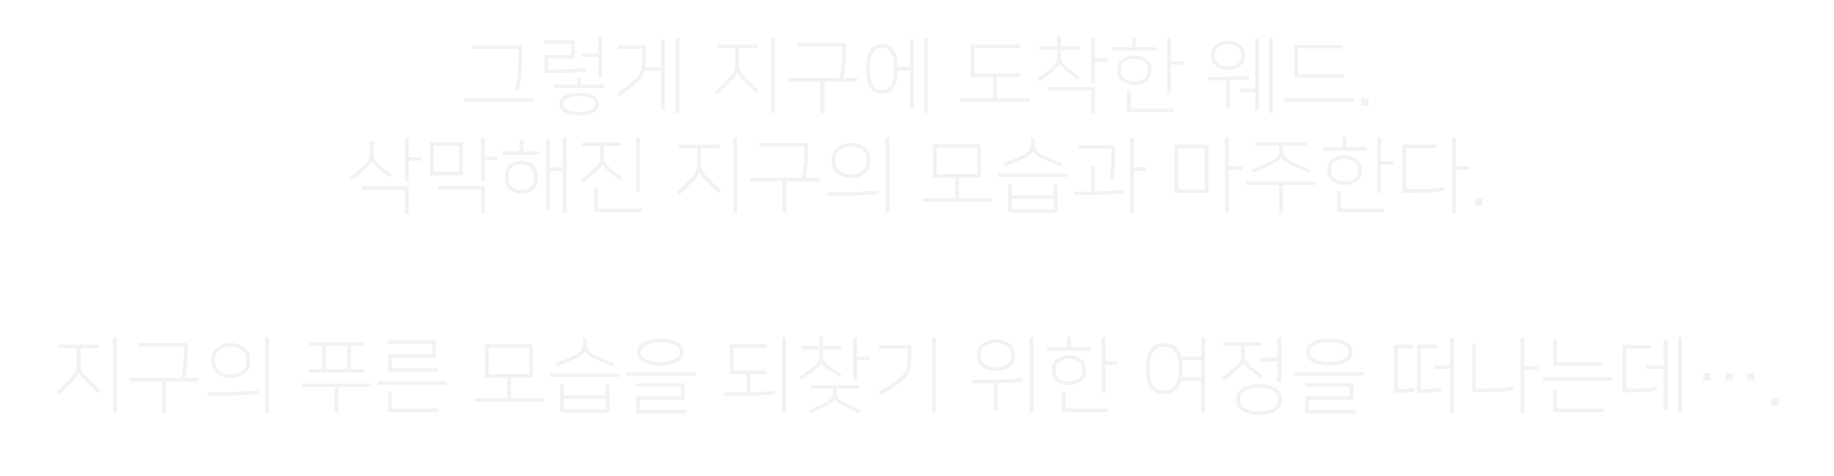 그렇게 지구에 도착한 웨드.
삭막해진 지구의 모습과 마주한다.
지구의 푸른 모습을 되찾기 위한 여정을 떠나는데….